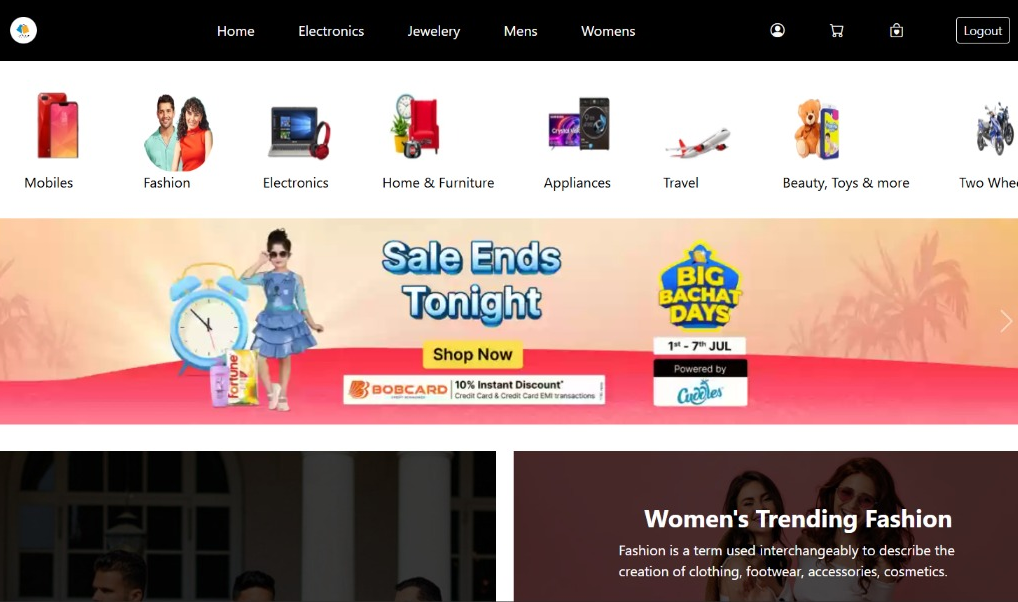 Home Electronics Jewelery Mens Womens Logout
Mobiles Fashion Electronics Home & Furniture Appliances Travel Beauty, Toys & more Two Whee
Sale Ends
Tonight
Shop Now
BOBCARD
10% Instant Discount*
Credit Card & Credit Card EMI transactions
BIG
BACHAT
DAYS
1st - 7th JUL
Powered by
Cuddles
FORTUNE
Women's Trending Fashion
Fashion is a term used interchangeably to describe the
creation of clothing, footwear, accessories, cosmetics.